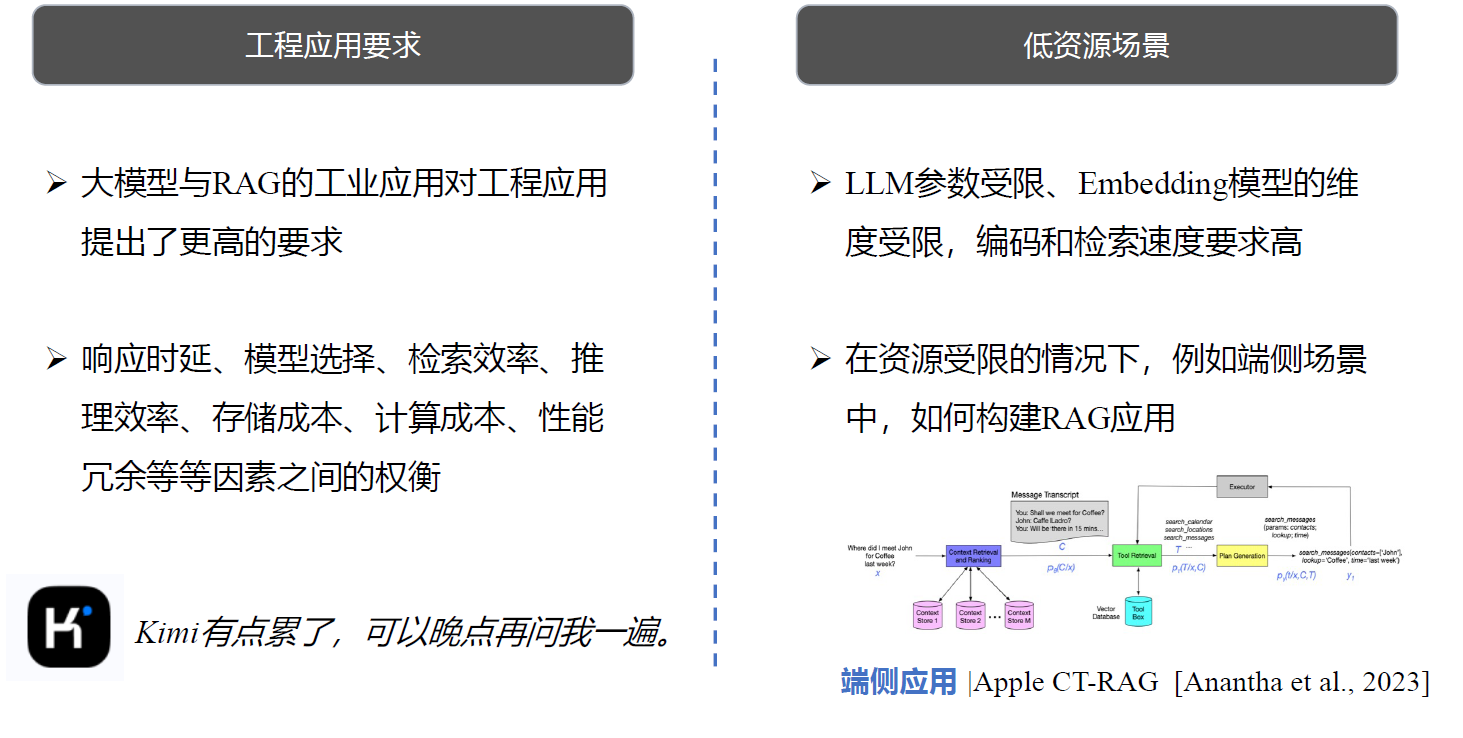 工程应用要求
大模型与RAG的工业应用对工程应用
提出了更高的要求
响应时延、模型选择、检索效率、推
理效率、存储成本、计算成本、性能
冗余等等因素之间的权衡
Kimi有点累了，可以晚点再问我一遍。
低资源场景
LLM参数受限、Embedding模型的维
度受限，编码和检索速度要求高
在资源受限的情况下，例如端侧场景
中，如何构建RAG应用
Message Transcript
You: Shall we meet for Coffee?
John: Caffe lLadro?
You: Will be there in 15 mins...
Where did I meet John
for Coffee
last week?
x
Context Retrieval
and Ranking
C
Context
Store 1
Context
Store 2
...
Context
Store M
Tool Retrieval
Vector
Database
Tool
Box
search_calendar
search_locations
search_messages
...
T
p₁(T/x,C)
Plan Generation
Executor
search_messages
(params: contacts;
lookup; time)
search_messages(contacts=["John"],
lookup='Coffee', time='last week')
y₁
端侧应用 |Apple CT-RAG [Anantha et al., 2023]